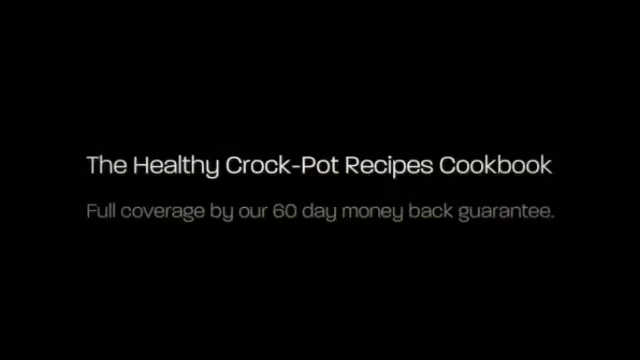 The Healthy Crock-Pot Recipes Cookbook
Full coverage by our 60 day money back guarantee.